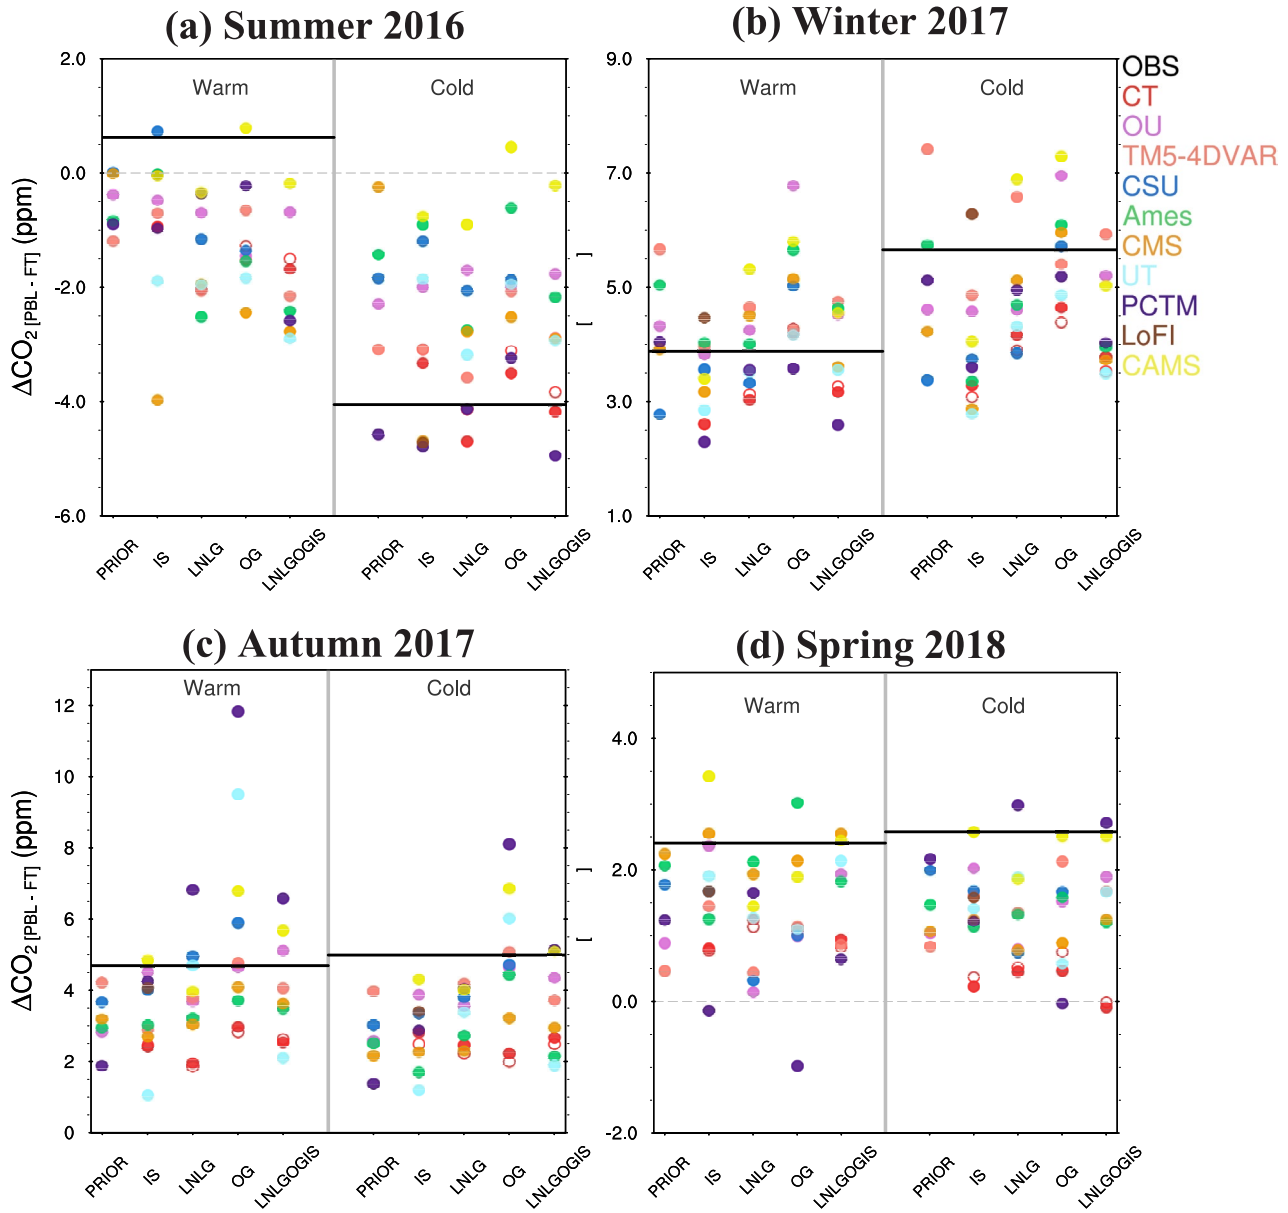 (a) Summer 2016
(b) Winter 2017
2.0
0.0
-2.0
-4.0
-6.0
ΔCO2 [PBL - FT] (ppm)
Warm
Cold
PRIOR
IS
LNLG
OG
LNLGOGIS
PRIOR
IS
LNLG
OG
LNLGOGIS
[ ]
9.0
7.0
5.0
3.0
1.0
Warm
Cold
PRIOR
IS
LNLG
OG
LNLGOGIS
PRIOR
IS
LNLG
OG
LNLGOGIS
OBS
CT
OU
TM5-4DVAR
CSU
Ames
CMS
UT
PCTM
LoFI
CAMS
(c) Autumn 2017
(d) Spring 2018
12
10
8
6
4
2
0
ΔCO2 [PBL - FT] (ppm)
Warm
Cold
PRIOR
IS
LNLG
OG
LNLGOGIS
PRIOR
IS
LNLG
OG
LNLGOGIS
[ ]
4.0
2.0
0.0
-2.0
Warm
Cold
PRIOR
IS
LNLG
OG
LNLGOGIS
PRIOR
IS
LNLG
OG
LNLGOGIS